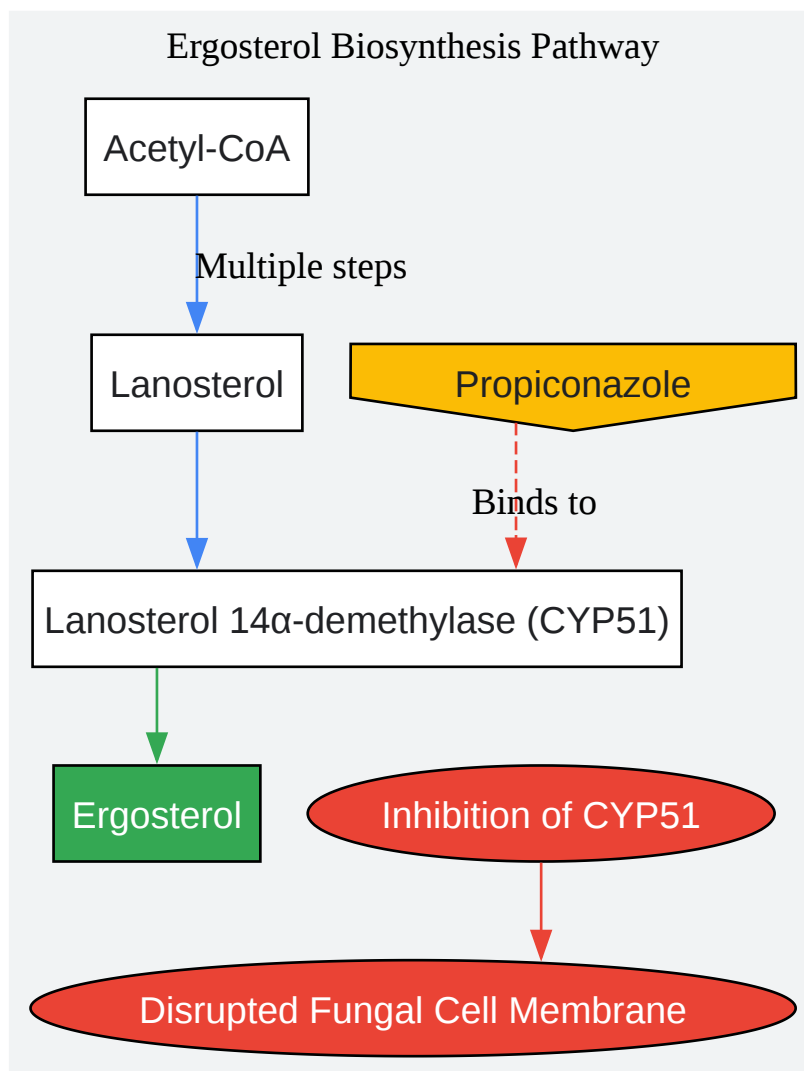 Ergosterol Biosynthesis Pathway
Acetyl-CoA
Multiple steps
Lanosterol
Propiconazole
Binds to
Lanosterol 14α-demethylase (CYP51)
Ergosterol
Inhibition of CYP51
Disrupted Fungal Cell Membrane